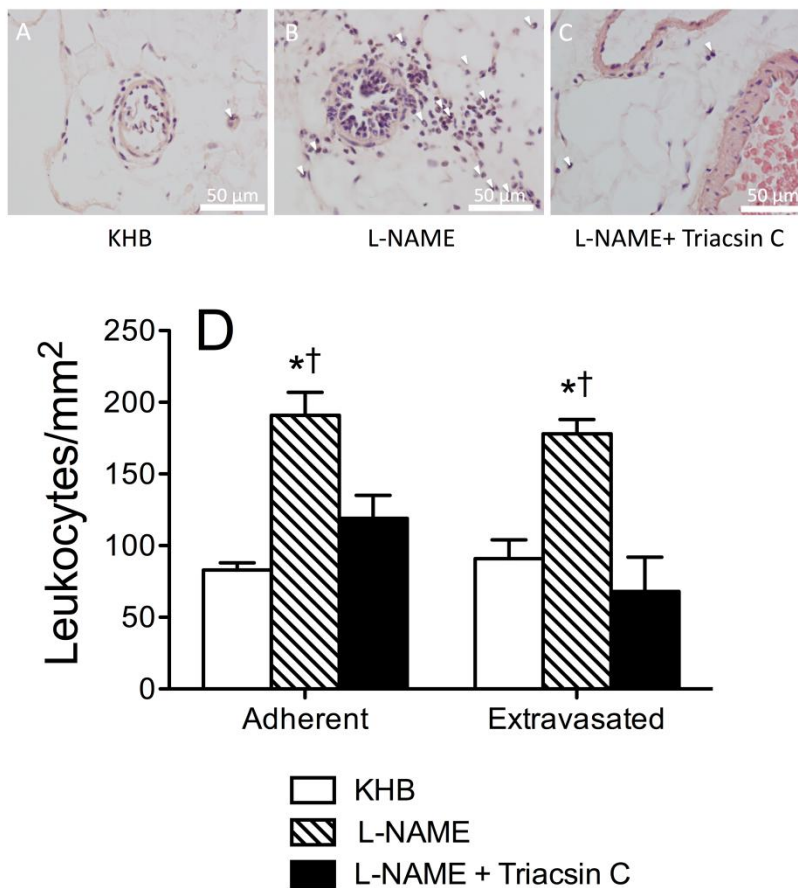 A B C
50 µm 50 µm 50 µm
KHB L-NAME L-NAME+ Triacsin C
D
Leukocytes/mm²
250
200
150
100
50
0
*† *†
Adherent Extravasated
KHB
L-NAME
L-NAME + Triacsin C